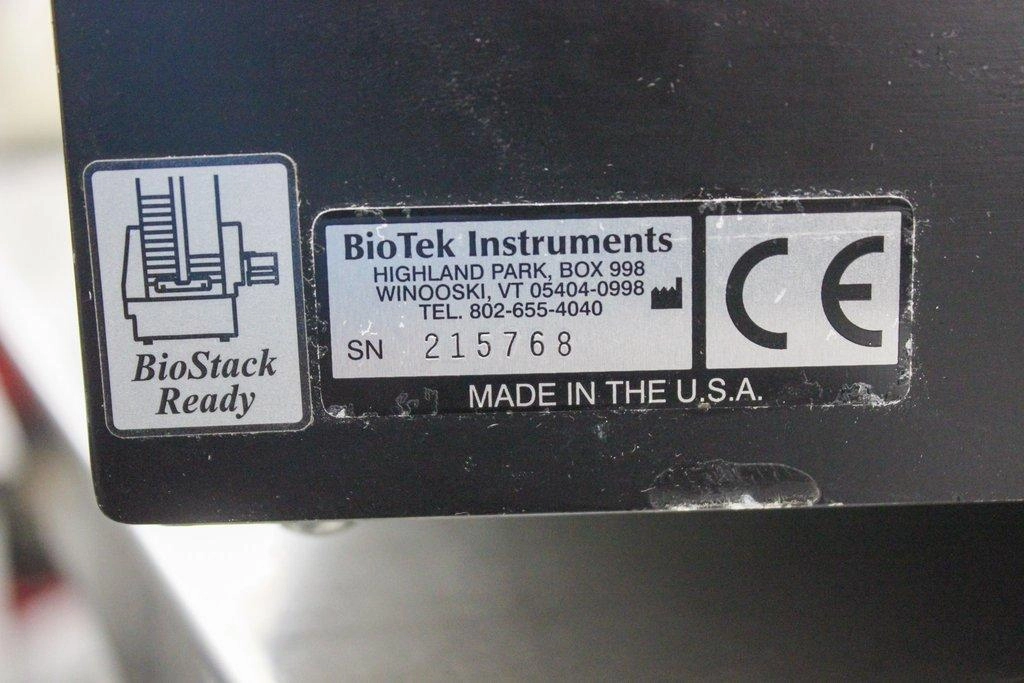 BioStack
Ready
BioTek Instruments
HIGHLAND PARK, BOX 998
WINOOSKI, VT 05404-0998
TEL. 802-655-4040
SN 215768
CE
MADE IN THE U.S.A.